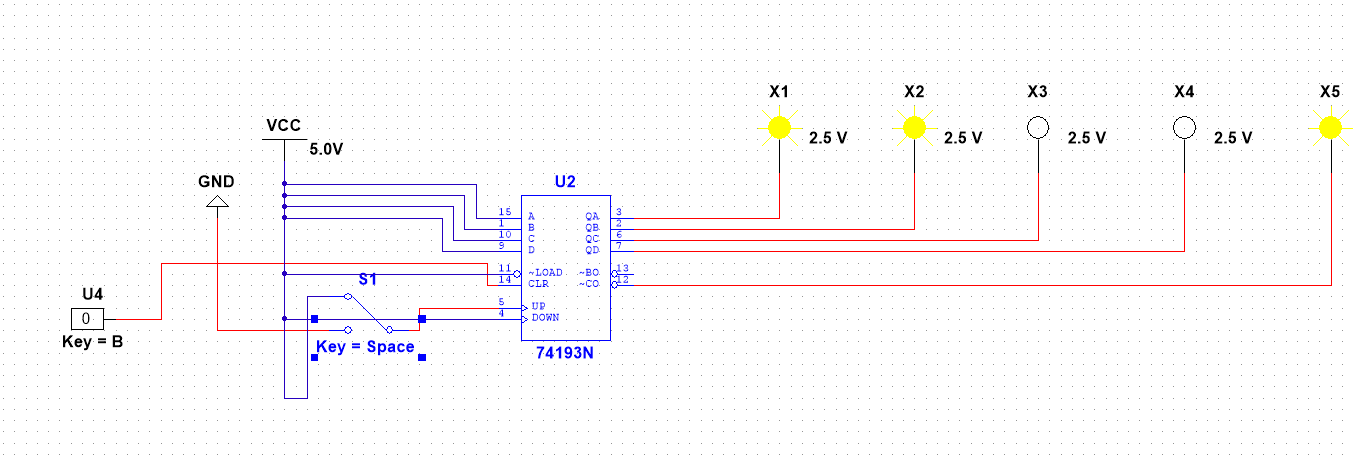 X1 X2 X3 X4 X5
2.5 V 2.5 V 2.5 V 2.5 V
VCC
5.0V
GND
U2
15 A QA 3
1 B QB 2
10 C QC 6
9 D QD 7
11 ~LOAD ~BO 13
14 CLR ~CO 12
S1
U4
0
Key = B
5 UP
4 DOWN
Key = Space
74193N